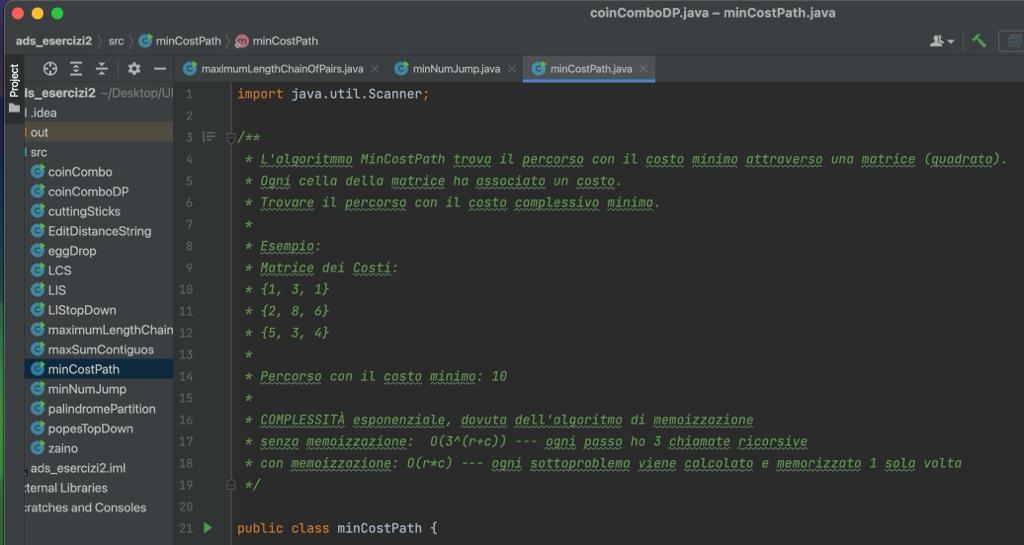 coinComboDP.java – minCostPath.java
ads_esercizi2 src minCostPath minCostPath
Project
maximumLengthChainOfPairs.java minNumJump.java minCostPath.java
ds_esercizi2 ~/Desktop/UI
.idea
out
src
coinCombo
coinComboDP
cuttingSticks
EditDistanceString
eggDrop
LCS
LIS
LIStopDown
maximumLengthChain
maxSumContiguos
minCostPath
minNumJump
palindromePartition
popesTopDown
zaino
ads_esercizi2.iml
ternal Libraries
cratches and Consoles
1 import java.util.Scanner;
2
3 /**
4 * L'algoritmmo MinCostPath trova il percorso con il costo minimo attraverso una matrice (quadrata).
5 * Ogni cella della matrice ha associato un costo.
6 * Trovare il percorso con il costo complessivo minimo.
7 *
8 * Esempio:
9 * Matrice dei Costi:
10 * {1, 3, 1}
11 * {2, 8, 6}
12 * {5, 3, 4}
13 *
14 * Percorso con il costo minimo: 10
15 *
16 * COMPLESSITÀ esponenziale, dovuta dell'algoritmo di memoizzazione
17 * senza memoizzazione: O(3^(r+c)) --- ogni passo ho 3 chiamate ricorsive
18 * con memoizzazione: O(r*c) --- ogni sottoproblema viene calcolato e memorizzato 1 sola volta
19 */
20
21 public class minCostPath {